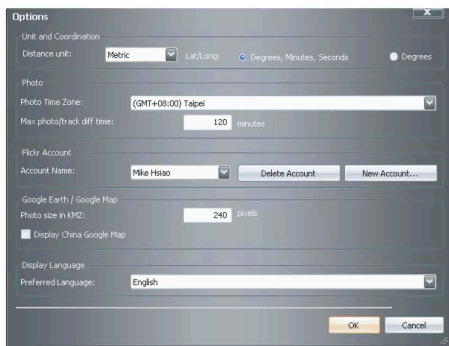 Options
Unit and Coordination
Distance unit: Metric Lat/Long: Degrees, Minutes, Seconds Degrees
Photo
Photo Time Zone: (GMT+08:00) Taipei
Max photo/track diff time: 120 minutes
Flickr Account
Account Name: Mike Hsiao Delete Account New Account...
Google Earth / Google Map
Photo size in KMZ: 240 pixels
Display China Google Map
Display Language
Preferred Language: English
OK Cancel